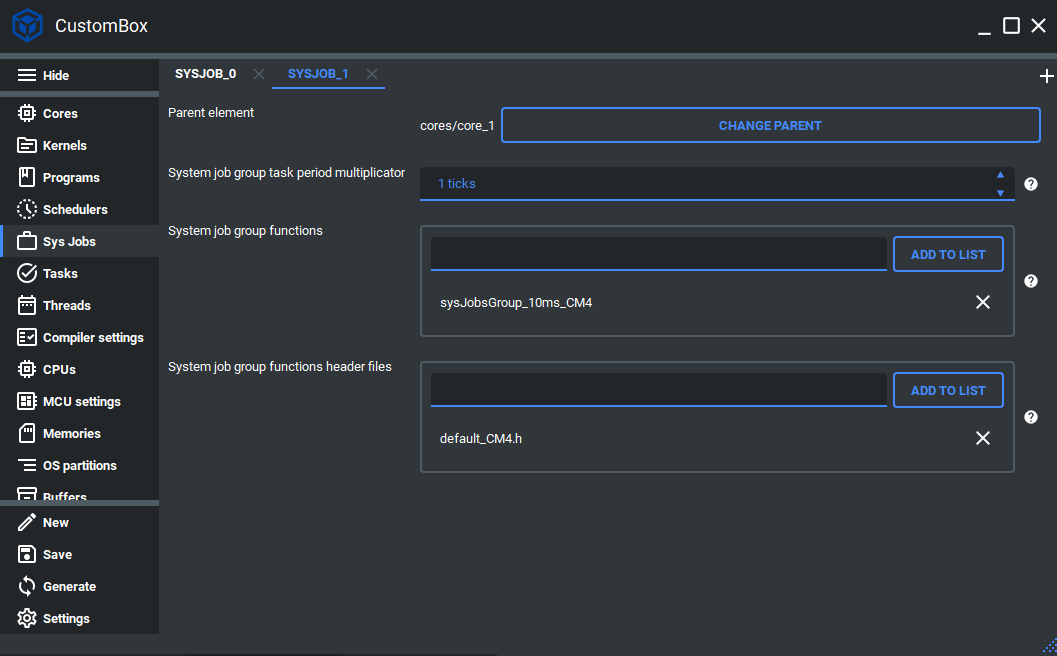 CustomBox
Hide
SYSJOB_0
SYSJOB_1
Cores
Kernels
Programs
Schedulers
Sys Jobs
Tasks
Threads
Compiler settings
CPUs
MCU settings
Memories
OS partitions
Buffers
New
Save
Generate
Settings
Parent element
cores/core_1
CHANGE PARENT
System job group task period multiplicator
1 ticks
System job group functions
ADD TO LIST
sysJobsGroup_10ms_CM4
System job group functions header files
ADD TO LIST
default_CM4.h